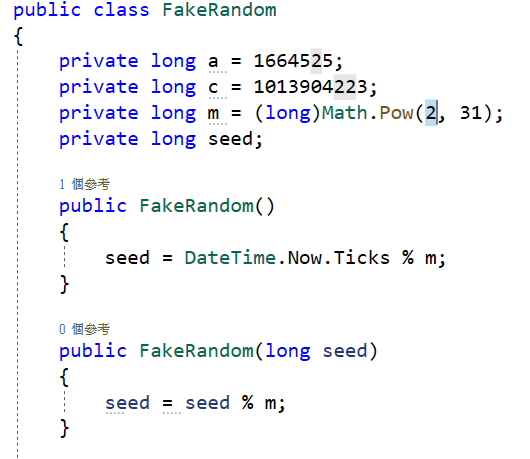 public class FakeRandom
{
private long a = 1664525;
private long c = 1013904223;
private long m = (long)Math.Pow(2, 31);
private long seed;
1 個參考
public FakeRandom()
{
seed = DateTime.Now.Ticks % m;
}
0 個參考
public FakeRandom(long seed)
{
seed = seed % m;
}